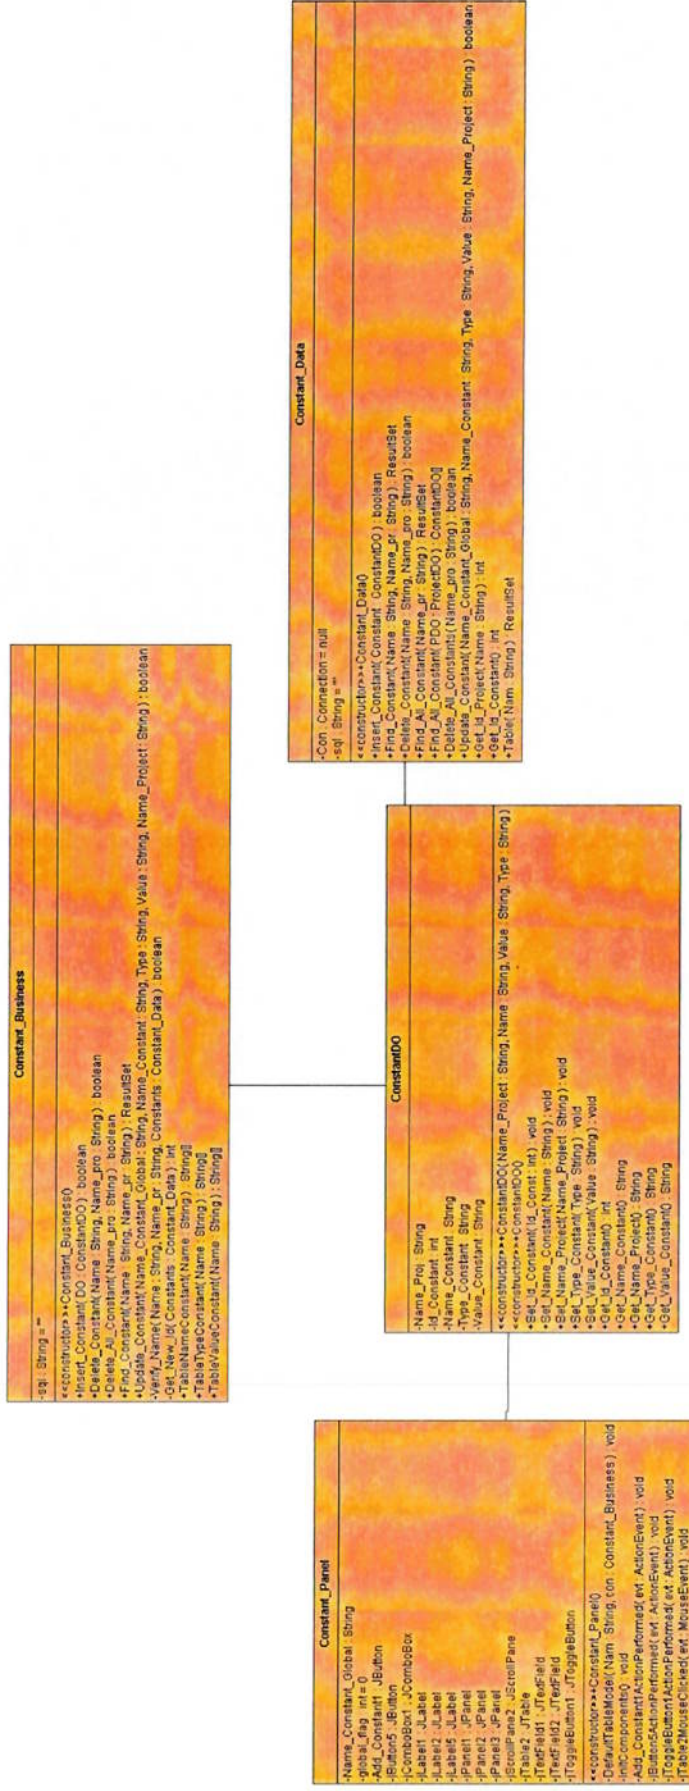 Constant_Business
-sql : String = ""
<<constructor>>+Constant_Business()
+Insert_Constant( DO : ConstantDO ) : boolean
+Delete_Constant( Name : String, Name_pro : String ) : boolean
+Delete_All_Constant( Name_pro : String ) : boolean
+Find_Constant( Name : String, Name_pr : String ) : ResultSet
+Update_Constant( Name_Constant_Global : String, Name_Constant : String, Type : String, Value : String, Name_Project : String ) : boolean
-Verify_Name( Name : String, Name_pr : String, Constants : Constant_Data ) : boolean
-Get_New_Id( Constants : Constant_Data ) : int
+TableNameConstant( Name : String ) : String[]
+TableTypeConstant( Name : String ) : String[]
+TableValueConstant( Name : String ) : String[]
Constant_Panel
-Name_Constant_Global : String
-global_flag : int = 0
-Add_Constant1 : JButton
-jButton5 : JButton
-jComboBox1 : JComboBox
-jLabel1 : JLabel
-jLabel2 : JLabel
-jLabel5 : JLabel
-jPanel1 : JPanel
-jPanel2 : JPanel
-jPanel3 : JPanel
-jScrollPane2 : JScrollPane
-jTable2 : JTable
-jTextField1 : JTextField
-jTextField2 : JTextField
-jToggleButton1 : JToggleButton
<<constructor>>+Constant_Panel()
-DefaultTableModel( Nam : String, con : Constant_Business ) : void
-initComponents() : void
-Add_Constant1ActionPerformed( evt : ActionEvent ) : void
-jButton5ActionPerformed( evt : ActionEvent ) : void
-jToggleButton1ActionPerformed( evt : ActionEvent ) : void
-jTable2MouseClicked( evt : MouseEvent ) : void
ConstantDO
-Name_Proj : String
-Id_Constant : int
-Name_Constant : String
-Type_Constant : String
-Value_Constant : String
<<constructor>>+ConstantDO( Name_Project : String, Name : String, Value : String, Type : String )
<<constructor>>+ConstantDO()
+Set_Id_Constant( Id_Const : int ) : void
+Set_Name_Constant( Name : String ) : void
+Set_Name_Project( Name_Project : String ) : void
+Set_Type_Constant( Type : String ) : void
+Set_Value_Constant( Value : String ) : void
+Get_Id_Constant() : int
+Get_Name_Constant() : String
+Get_Name_Project() : String
+Get_Type_Constant() : String
+Get_Value_Constant() : String
Constant_Data
-Con : Connection = null
-sql : String = ""
<<constructor>>+Constant_Data()
+Insert_Constant( Constant : ConstantDO ) : boolean
+Find_Constant( Name : String, Name_pr : String ) : ResultSet
+Delete_Constant( Name : String, Name_pro : String ) : boolean
+Find_All_Constant( Name_pr : String ) : ResultSet
+Find_All_Constant( PDO : ProjectDO ) : ConstantDO[]
+Delete_All_Constants( Name_pro : String ) : boolean
+Update_Constant( Name_Constant_Global : String, Name_Constant : String, Type : String, Value : String, Name_Project : String ) : boolean
+Get_Id_Project( Name : String ) : int
+Get_Id_Constant() : int
+Table( Nam : String ) : ResultSet